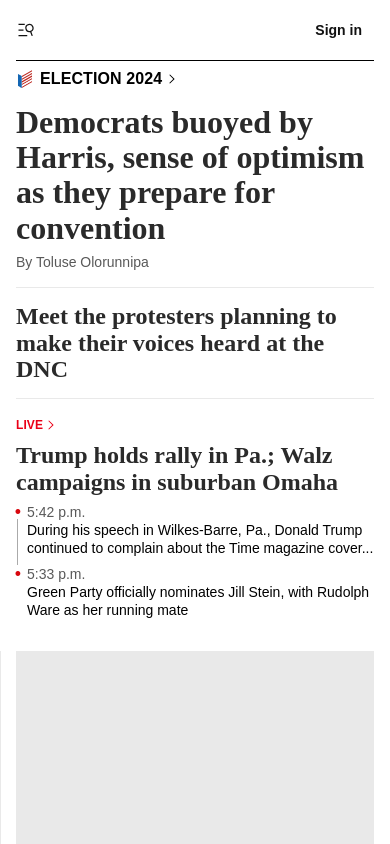 Sign in
ELECTION 2024
Democrats buoyed by
Harris, sense of optimism
as they prepare for
convention
By Toluse Olorunnipa
Meet the protesters planning to
make their voices heard at the
DNC
LIVE
Trump holds rally in Pa.; Walz
campaigns in suburban Omaha
5:42 p.m.
During his speech in Wilkes-Barre, Pa., Donald Trump
continued to complain about the Time magazine cover...
5:33 p.m.
Green Party officially nominates Jill Stein, with Rudolph
Ware as her running mate